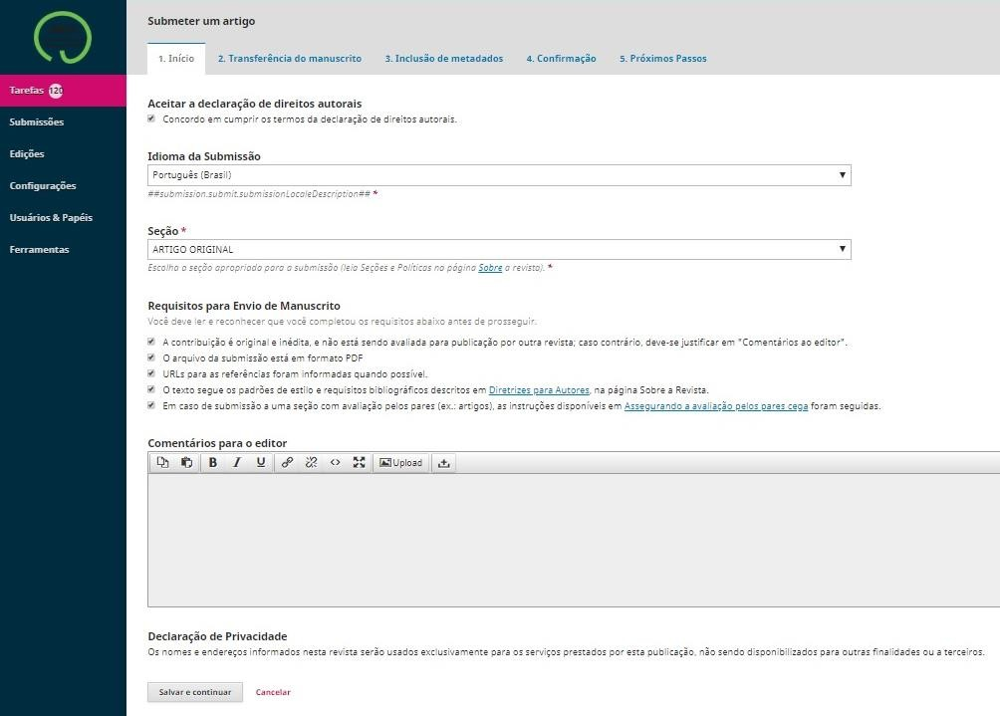 Submeter um artigo
1. Início 2. Transferência do manuscrito 3. Inclusão de metadados 4. Confirmação 5. Próximos Passos
Tarefas 120
Submissões
Edições
Configurações
Usuários & Papéis
Ferramentas
Aceitar a declaração de direitos autorais
Concordo em cumprir os termos da declaração de direitos autorais.
Idioma da Submissão
Português (Brasil)
##submission.submit.submissionLocaleDescription## *
Seção *
ARTIGO ORIGINAL
Escolha a seção apropriada para a submissão (leia Seções e Políticas na página Sobre a revista). *
Requisitos para Envio de Manuscrito
Você deve ler e reconhecer que você completou os requisitos abaixo antes de prosseguir.
A contribuição é original e inédita, e não está sendo avaliada para publicação por outra revista; caso contrário, deve-se justificar em "Comentários ao editor".
O arquivo da submissão está em formato PDF
URLs para as referências foram informadas quando possível.
O texto segue os padrões de estilo e requisitos bibliográficos descritos em Diretrizes para Autores, na página Sobre a Revista.
Em caso de submissão a uma seção com avaliação pelos pares (ex.: artigos), as instruções disponíveis em Assegurando a avaliação pelos pares cega foram seguidas.
Comentários para o editor
B I U Upload
Declaração de Privacidade
Os nomes e endereços informados nesta revista serão usados exclusivamente para os serviços prestados por esta publicação, não sendo disponibilizados para outras finalidades ou a terceiros.
Salvar e continuar Cancelar